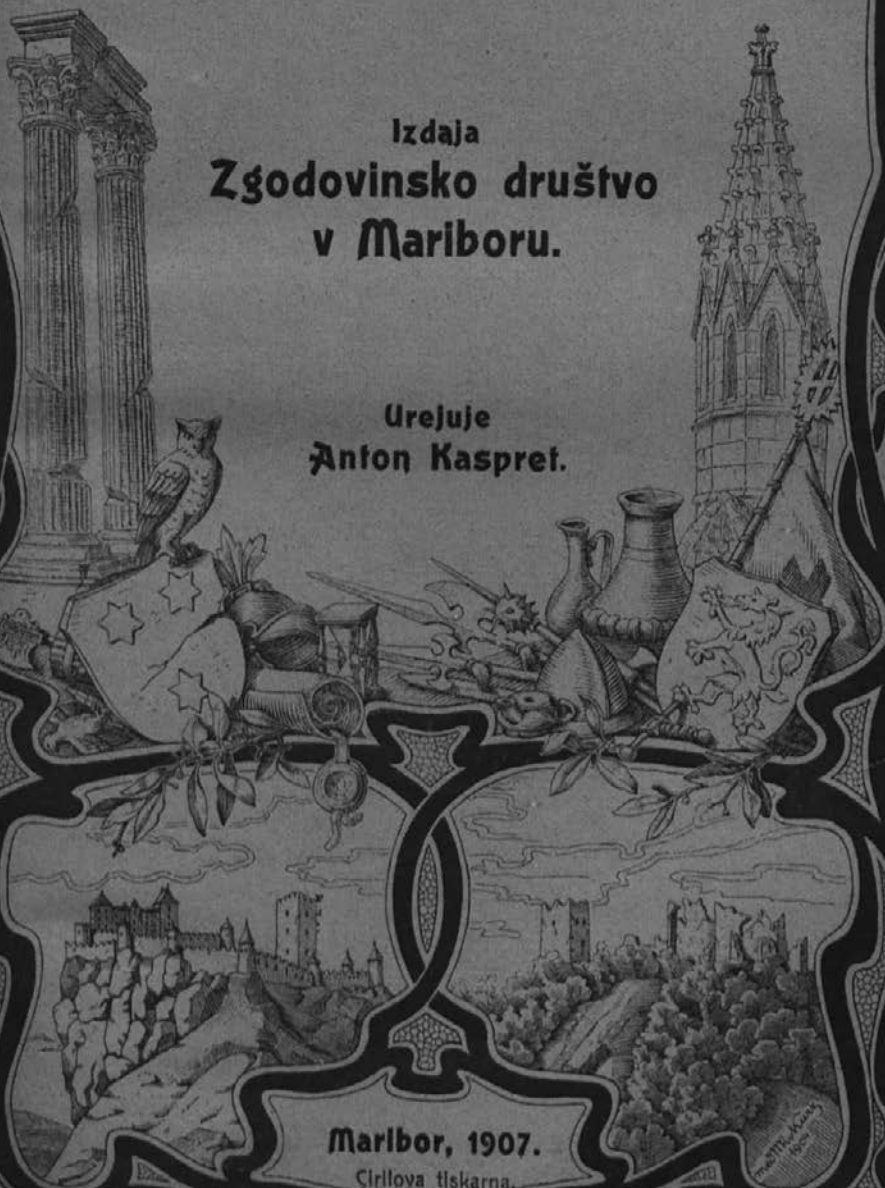 Izdaja
Zgodovinsko društvo
v Mariboru.
Urejuje
Anton Kaspret.
Maribor, 1907.
Cirilova tiskarna.